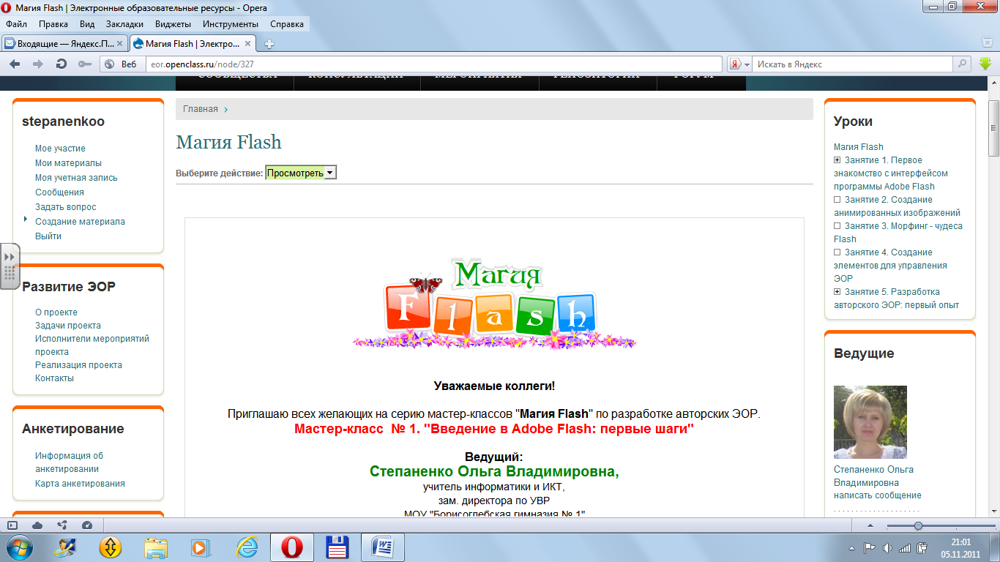 Магия Flash | Электронные образовательные ресурсы - Opera
Файл Правка Вид Закладки Виджеты Инструменты Справка
Входящие — Яндекс.П...
Магия Flash | Электро...
Веб
eor.openclass.ru/node/327
Искать в Яндекс
СООБЩЕСТВА КОНСУЛЬТАЦИИ МЕРОПРИЯТИЯ РЕПОЗИТОРИЙ ФОРУМ
stepanenkoo
Мое участие
Мои материалы
Моя учетная запись
Сообщения
Задать вопрос
Создание материала
Выйти
Развитие ЭОР
О проекте
Задачи проекта
Исполнители мероприятий
проекта
Реализация проекта
Контакты
Анкетирование
Информация об
анкетировании
Карта анкетирования
Главная ›
Магия Flash
Выберите действие: Просмотреть
Магия
Flash
Уважаемые коллеги!
Приглашаю всех желающих на серию мастер-классов "Магия Flash" по разработке авторских ЭОР.
Мастер-класс № 1. "Введение в Adobe Flash: первые шаги"
Ведущий:
Степаненко Ольга Владимировна,
учитель информатики и ИКТ,
зам. директора по УВР
МОУ "Борисоглебская гимназия № 1"
Уроки
Магия Flash
Занятие 1. Первое
знакомство с интерфейсом
программы Adobe Flash
Занятие 2. Создание
анимированных изображений
Занятие 3. Морфинг - чудеса
Flash
Занятие 4. Создание
элементов для управления
ЭОР
Занятие 5. Разработка
авторского ЭОР: первый опыт
Ведущие
Степаненко Ольга
Владимировна
написать сообщение
21:01
05.11.2011